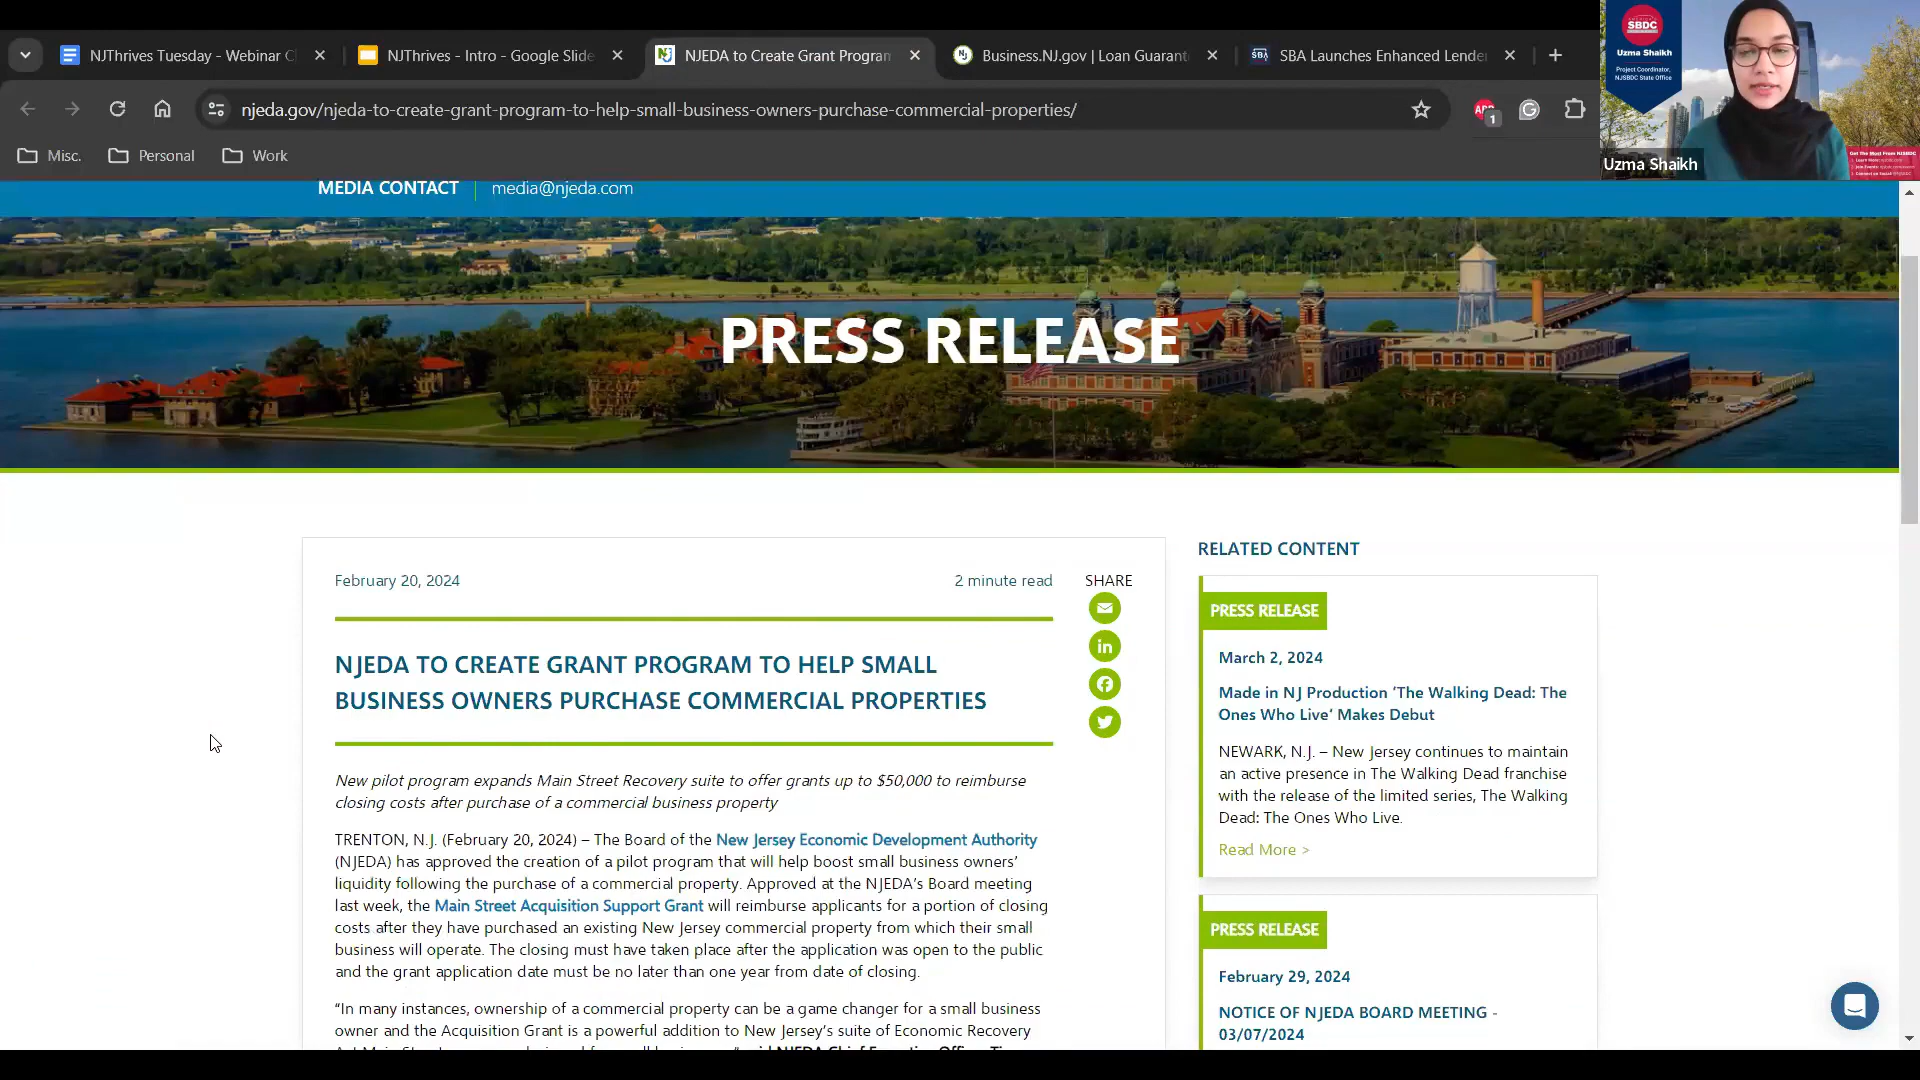 NJThrives Tuesday - Webinar C
NJThrives - Intro - Google Slide
NJEDA to Create Grant Program
Business.NJ.gov | Loan Guarant
SBA Launches Enhanced Lende
njeda.gov/njeda-to-create-grant-program-to-help-small-business-owners-purchase-commercial-properties/
1
Misc.
Personal
Work
SBDC
Uzma Shaikh
Project Coordinator,
NJSBDC State Office
Get The Most From NJSBDC
Uzma Shaikh
MEDIA CONTACT
media@njeda.com
PRESS RELEASE
February 20, 2024
2 minute read
SHARE
NJEDA TO CREATE GRANT PROGRAM TO HELP SMALL
BUSINESS OWNERS PURCHASE COMMERCIAL PROPERTIES
New pilot program expands Main Street Recovery suite to offer grants up to $50,000 to reimburse
closing costs after purchase of a commercial business property
TRENTON, N.J. (February 20, 2024) – The Board of the New Jersey Economic Development Authority
(NJEDA) has approved the creation of a pilot program that will help boost small business owners’
liquidity following the purchase of a commercial property. Approved at the NJEDA’s Board meeting
last week, the Main Street Acquisition Support Grant will reimburse applicants for a portion of closing
costs after they have purchased an existing New Jersey commercial property from which their small
business will operate. The closing must have taken place after the application was open to the public
and the grant application date must be no later than one year from date of closing.
“In many instances, ownership of a commercial property can be a game changer for a small business
owner and the Acquisition Grant is a powerful addition to New Jersey’s suite of Economic Recovery
RELATED CONTENT
PRESS RELEASE
March 2, 2024
Made in NJ Production ‘The Walking Dead: The
Ones Who Live’ Makes Debut
NEWARK, N.J. – New Jersey continues to maintain
an active presence in The Walking Dead franchise
with the release of the limited series, The Walking
Dead: The Ones Who Live.
Read More >
PRESS RELEASE
February 29, 2024
NOTICE OF NJEDA BOARD MEETING -
03/07/2024